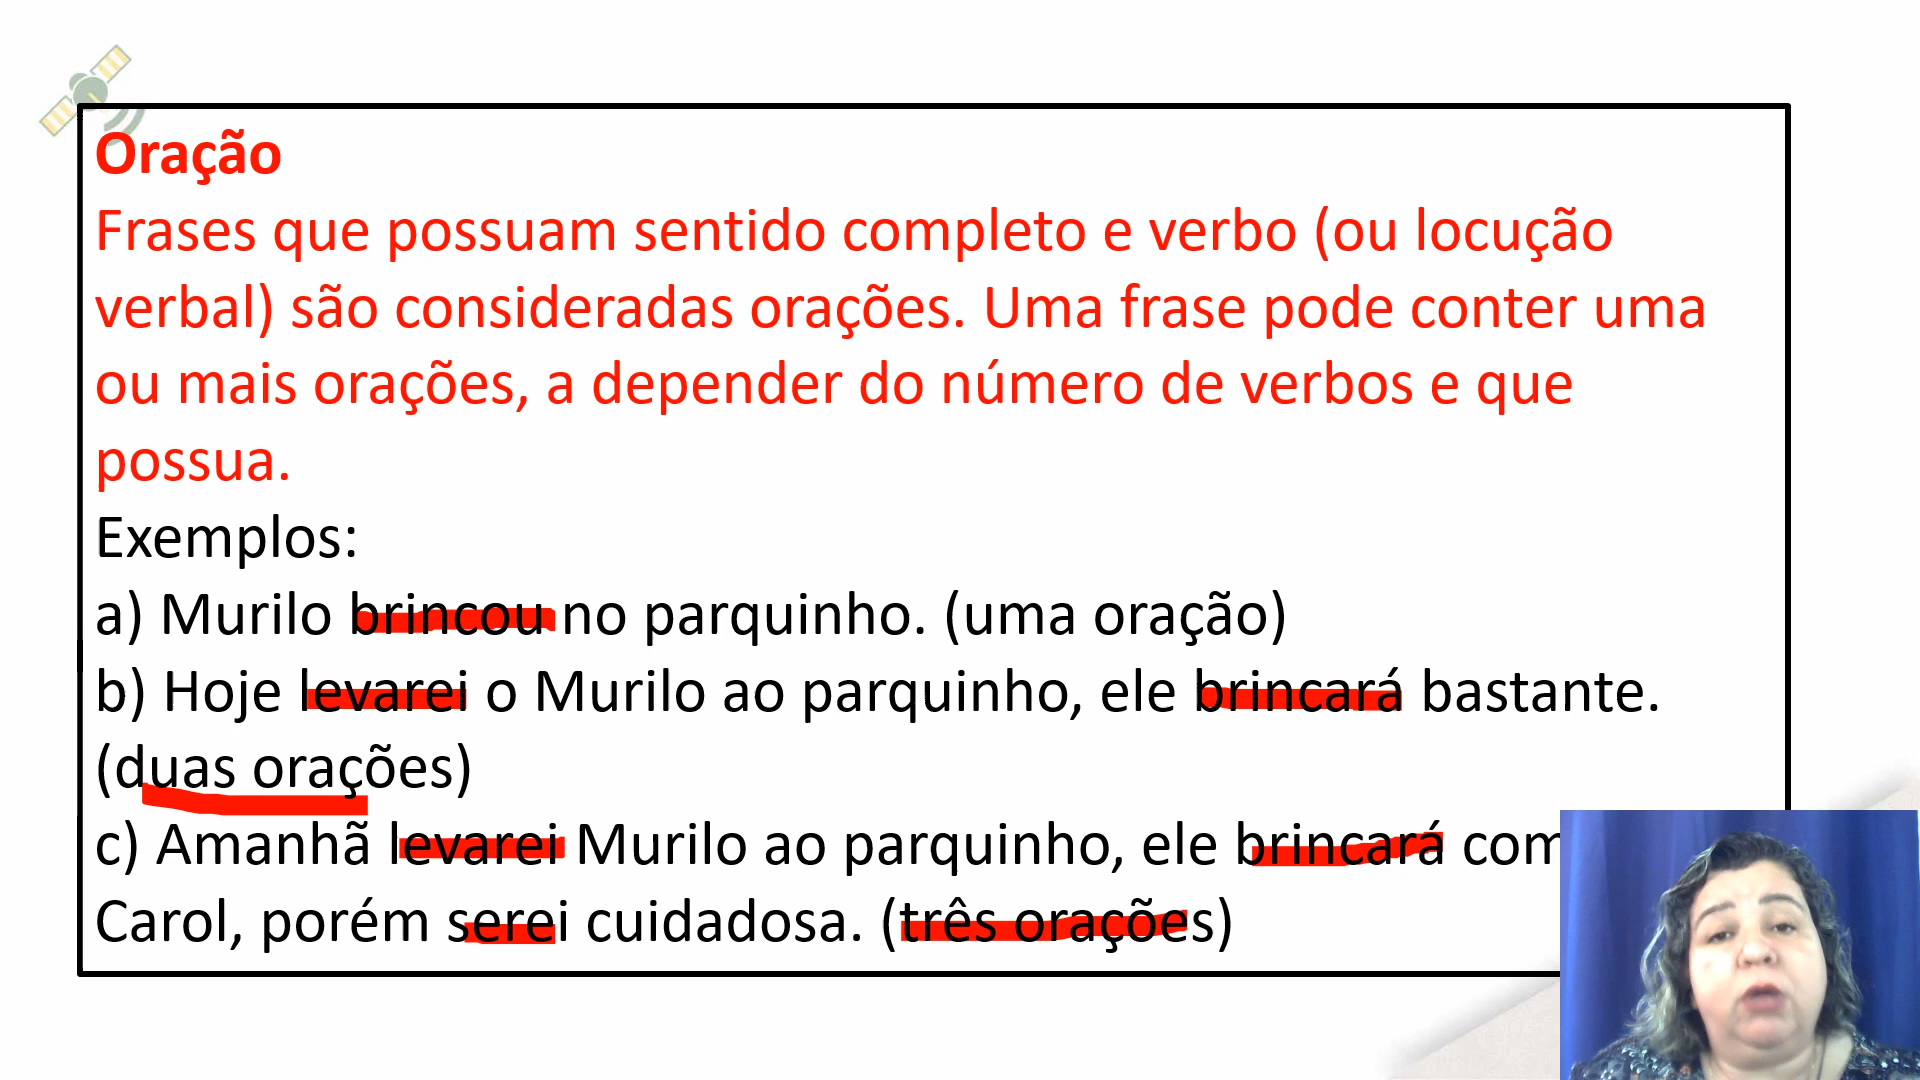 Oração
Frases que possuam sentido completo e verbo (ou locução
verbal) são consideradas orações. Uma frase pode conter uma
ou mais orações, a depender do número de verbos e que
possua.
Exemplos:
a) Murilo brincou no parquinho. (uma oração)
b) Hoje levarei o Murilo ao parquinho, ele brincará bastante.
(duas orações)
c) Amanhã levarei Murilo ao parquinho, ele brincará com
Carol, porém serei cuidadosa. (três orações)